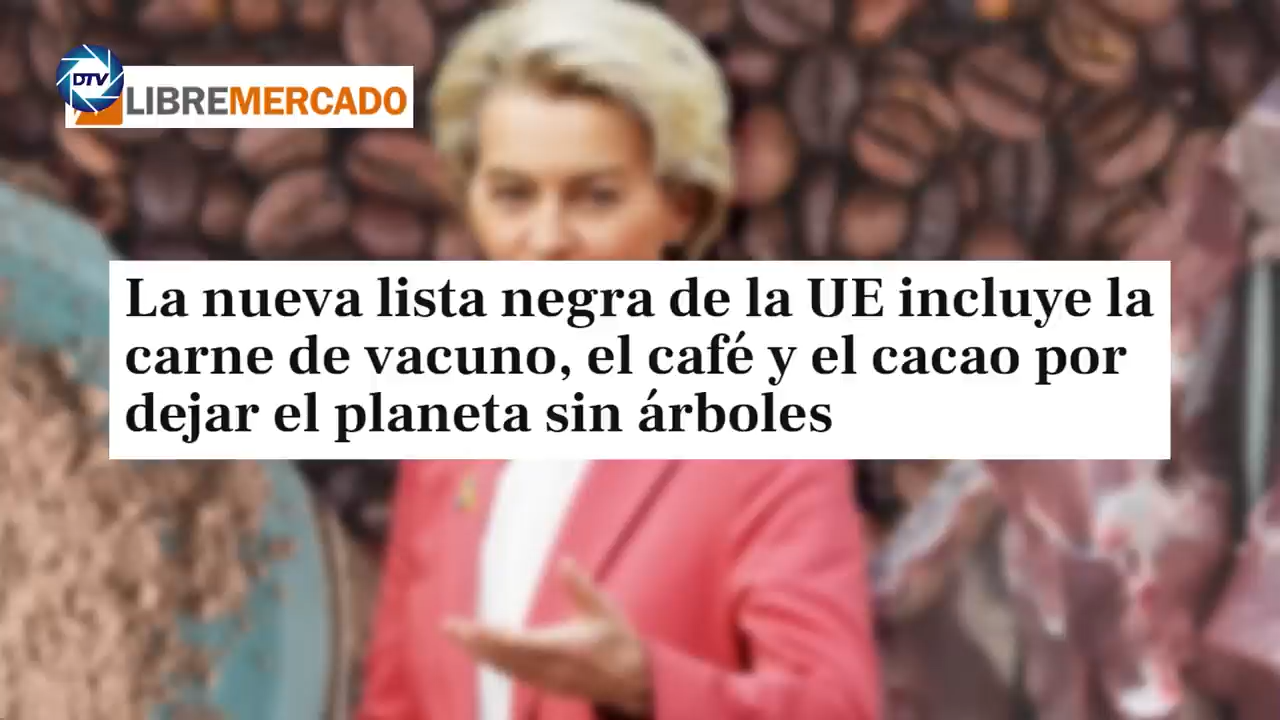 DTV
LIBREMERCADO
La nueva lista negra de la UE incluye la
carne de vacuno, el café y el cacao por
dejar el planeta sin árboles